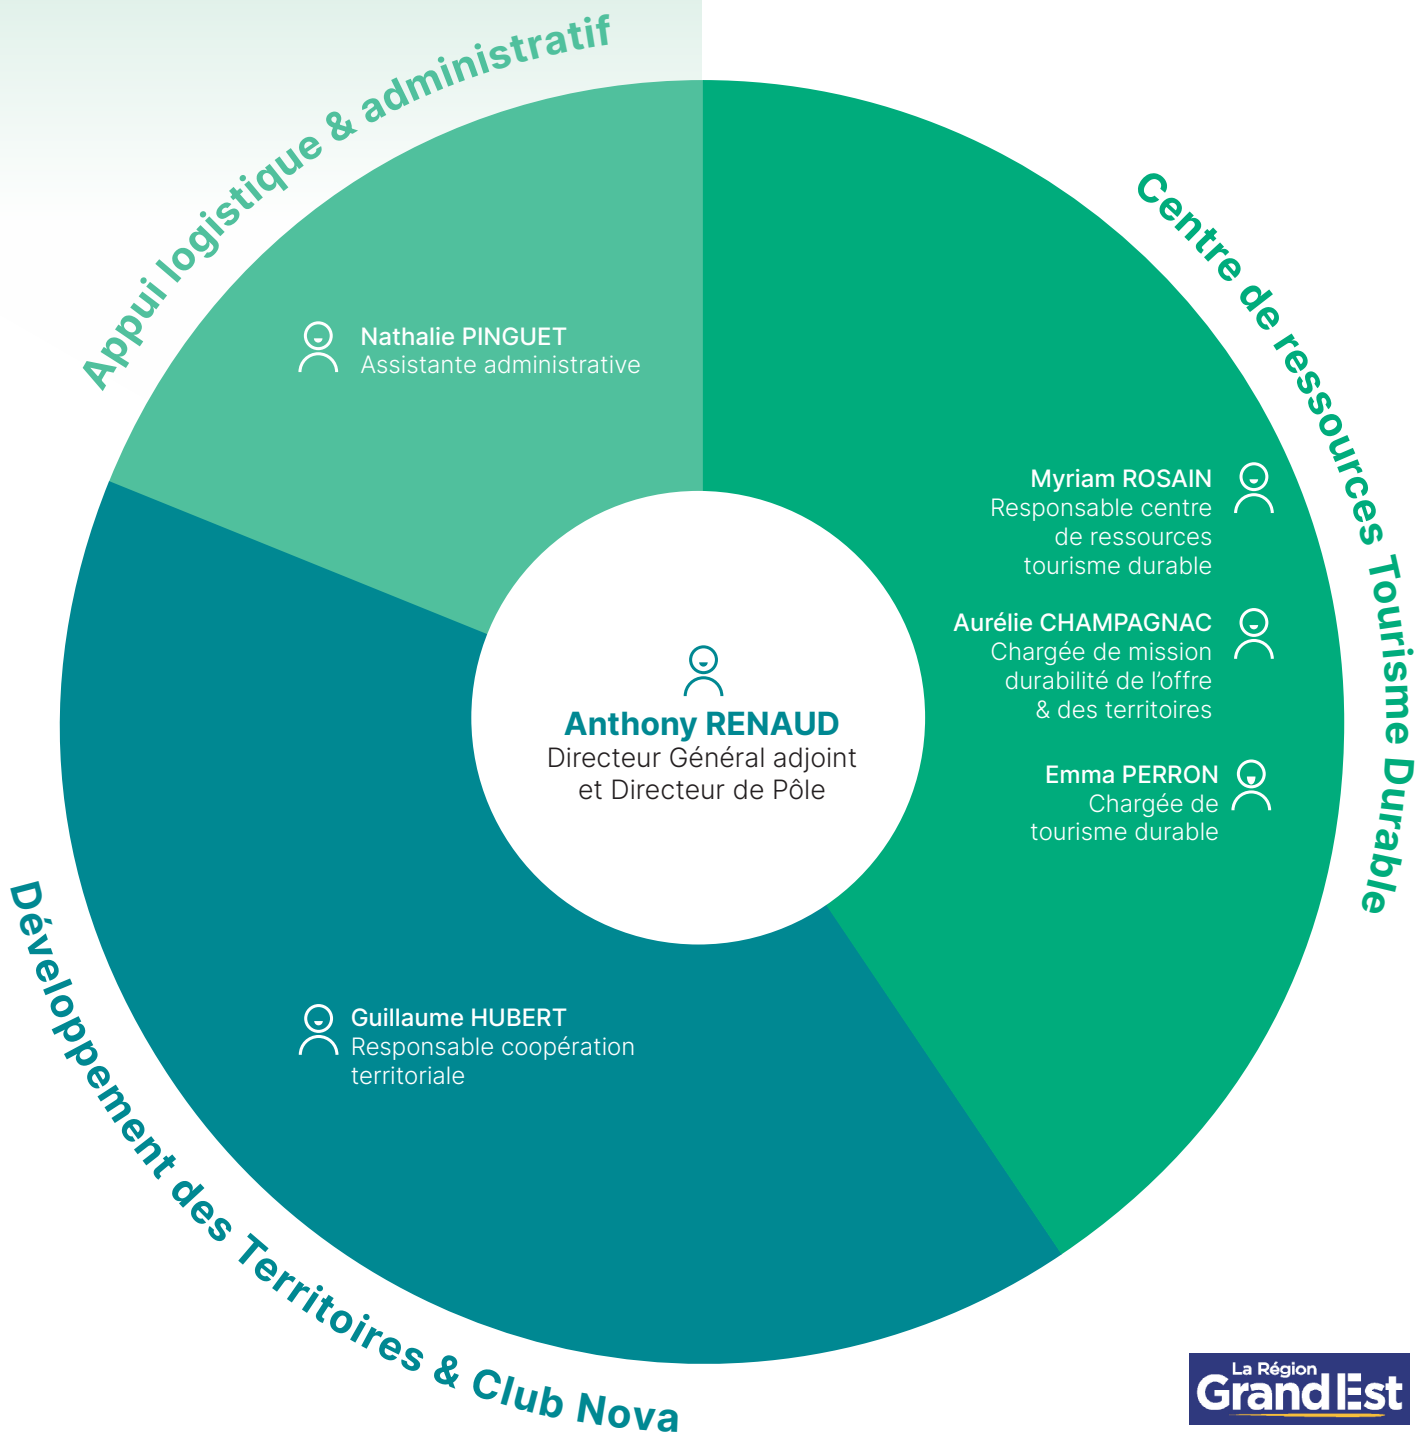 Appui logistique & administratif
Nathalie PINGUET
Assistante administrative
Centre de ressources Tourisme Durable
Myriam ROSAIN
Responsable centre
de ressources
tourisme durable
Aurélie CHAMPAGNAC
Chargée de mission
durabilité de l’offre
& des territoires
Emma PERRON
Chargée de
tourisme durable
Anthony RENAUD
Directeur Général adjoint
et Directeur de Pôle
Guillaume HUBERT
Responsable coopération
territoriale
Développement des Territoires & Club Nova
La Région
Grand Est